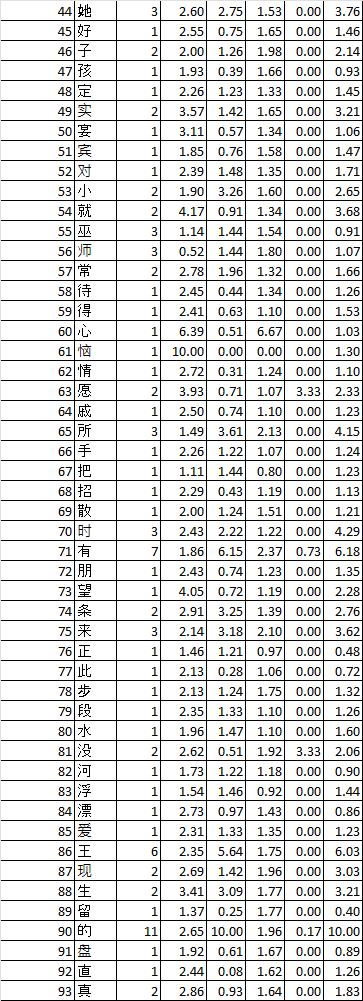 44 她 3 2.60 2.75 1.53 0.00 3.76
45 好 1 2.55 0.75 1.65 0.00 1.46
46 子 2 2.00 1.26 1.98 0.00 2.14
47 孩 1 1.93 0.39 1.66 0.00 0.93
48 定 1 2.26 1.23 1.33 0.00 1.45
49 实 2 3.57 1.42 1.65 0.00 3.21
50 宴 1 3.11 0.57 1.34 0.00 1.06
51 宾 1 1.85 0.76 1.58 0.00 1.47
52 对 1 2.39 1.48 1.35 0.00 1.71
53 小 2 1.90 3.26 1.60 0.00 2.65
54 就 2 4.17 0.91 1.34 0.00 3.68
55 巫 3 1.14 1.44 1.54 0.00 0.91
56 师 3 0.52 1.44 1.80 0.00 1.07
57 常 2 2.78 1.96 1.32 0.00 1.66
58 待 1 2.45 0.44 1.34 0.00 1.26
59 得 1 2.41 0.63 1.10 0.00 1.53
60 心 1 6.39 0.51 6.67 0.00 1.03
61 恼 1 10.00 0.00 0.00 0.00 1.30
62 情 1 2.72 0.31 1.24 0.00 1.10
63 愿 2 3.93 0.71 1.07 3.33 2.33
64 戚 1 2.50 0.74 1.10 0.00 1.23
65 所 3 1.49 3.61 2.13 0.00 4.15
66 手 1 2.26 1.22 1.07 0.00 1.24
67 把 1 1.11 1.44 0.80 0.00 1.23
68 招 1 2.29 0.43 1.19 0.00 1.13
69 散 1 2.00 1.24 1.51 0.00 1.21
70 时 3 2.43 2.22 1.22 0.00 4.29
71 有 7 1.86 6.15 2.37 0.73 6.18
72 朋 1 2.43 0.74 1.23 0.00 1.35
73 望 1 4.05 0.72 1.19 0.00 2.28
74 条 2 2.91 3.25 1.39 0.00 2.76
75 来 3 2.14 3.18 2.10 0.00 3.62
76 正 1 1.46 1.21 0.97 0.00 0.48
77 此 1 2.13 0.28 1.06 0.00 0.72
78 步 1 2.13 1.24 1.75 0.00 1.32
79 段 1 2.35 1.33 1.10 0.00 1.26
80 水 1 1.96 1.47 1.10 0.00 1.60
81 没 2 2.62 0.51 1.92 3.33 2.06
82 河 1 1.73 1.22 1.18 0.00 0.90
83 浮 1 1.54 1.46 0.92 0.00 1.44
84 漂 1 2.73 0.97 1.43 0.00 0.86
85 爱 1 2.31 1.33 1.35 0.00 1.23
86 王 6 2.35 5.64 1.75 0.00 6.03
87 现 2 2.69 1.42 1.96 0.00 3.03
88 生 2 3.41 3.09 1.77 0.00 3.21
89 留 1 1.37 0.25 1.77 0.00 0.40
90 的 11 2.65 10.00 1.96 0.17 10.00
91 盘 1 1.92 0.61 1.67 0.00 0.89
92 直 1 2.44 0.08 1.62 0.00 1.26
93 真 2 2.86 0.93 1.64 0.00 1.83